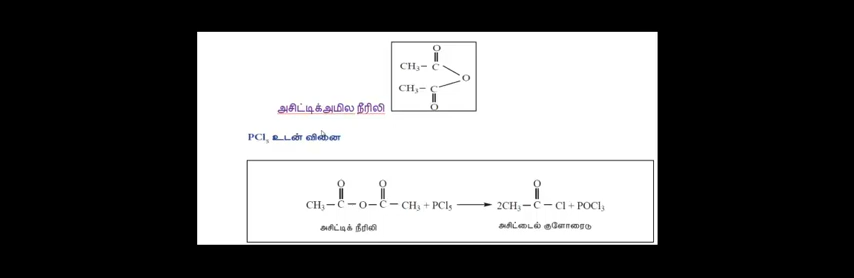 O
CH₃– C
O
CH₃– C
O
அசிட்டிக்அமில நீரிலி
PCl₅ உடன் வினை
O O O
CH₃ – C – O – C – CH₃ + PCl₅ ⟶ 2CH₃ – C – Cl + POCl₃
அசிட்டிக் நீரிலி அசிட்டைல் குளோரைடு